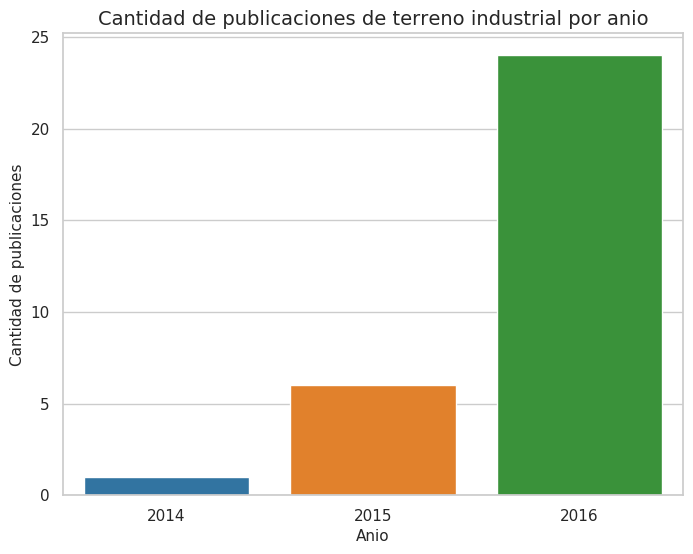 Cantidad de publicaciones de terreno industrial por anio
Cantidad de publicaciones
25
20
15
10
5
0
2014 2015 2016
Anio